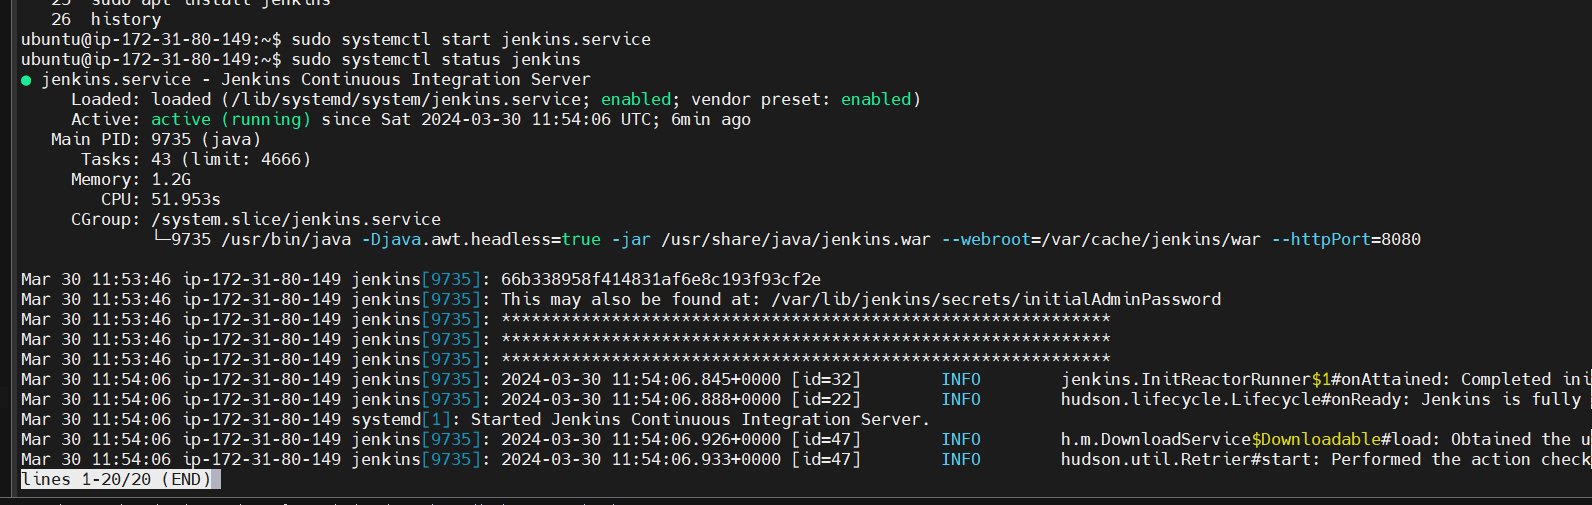 25  sudo apt install jenkins
26  history
ubuntu@ip-172-31-80-149:~$ sudo systemctl start jenkins.service
ubuntu@ip-172-31-80-149:~$ sudo systemctl status jenkins
● jenkins.service - Jenkins Continuous Integration Server
Loaded: loaded (/lib/systemd/system/jenkins.service; enabled; vendor preset: enabled)
Active: active (running) since Sat 2024-03-30 11:54:06 UTC; 6min ago
Main PID: 9735 (java)
Tasks: 43 (limit: 4666)
Memory: 1.2G
CPU: 51.953s
CGroup: /system.slice/jenkins.service
└─9735 /usr/bin/java -Djava.awt.headless=true -jar /usr/share/java/jenkins.war --webroot=/var/cache/jenkins/war --httpPort=8080
Mar 30 11:53:46 ip-172-31-80-149 jenkins[9735]: 66b338958f414831af6e8c193f93cf2e
Mar 30 11:53:46 ip-172-31-80-149 jenkins[9735]: This may also be found at: /var/lib/jenkins/secrets/initialAdminPassword
Mar 30 11:53:46 ip-172-31-80-149 jenkins[9735]: *************************************************************
Mar 30 11:53:46 ip-172-31-80-149 jenkins[9735]: *************************************************************
Mar 30 11:53:46 ip-172-31-80-149 jenkins[9735]: *************************************************************
Mar 30 11:54:06 ip-172-31-80-149 jenkins[9735]: 2024-03-30 11:54:06.845+0000 [id=32] INFO jenkins.InitReactorRunner$1#onAttained: Completed ini
Mar 30 11:54:06 ip-172-31-80-149 jenkins[9735]: 2024-03-30 11:54:06.888+0000 [id=22] INFO hudson.lifecycle.Lifecycle#onReady: Jenkins is fully
Mar 30 11:54:06 ip-172-31-80-149 systemd[1]: Started Jenkins Continuous Integration Server.
Mar 30 11:54:06 ip-172-31-80-149 jenkins[9735]: 2024-03-30 11:54:06.926+0000 [id=47] INFO h.m.DownloadService$Downloadable#load: Obtained the u
Mar 30 11:54:06 ip-172-31-80-149 jenkins[9735]: 2024-03-30 11:54:06.933+0000 [id=47] INFO hudson.util.Retrier#start: Performed the action check
lines 1-20/20 (END)